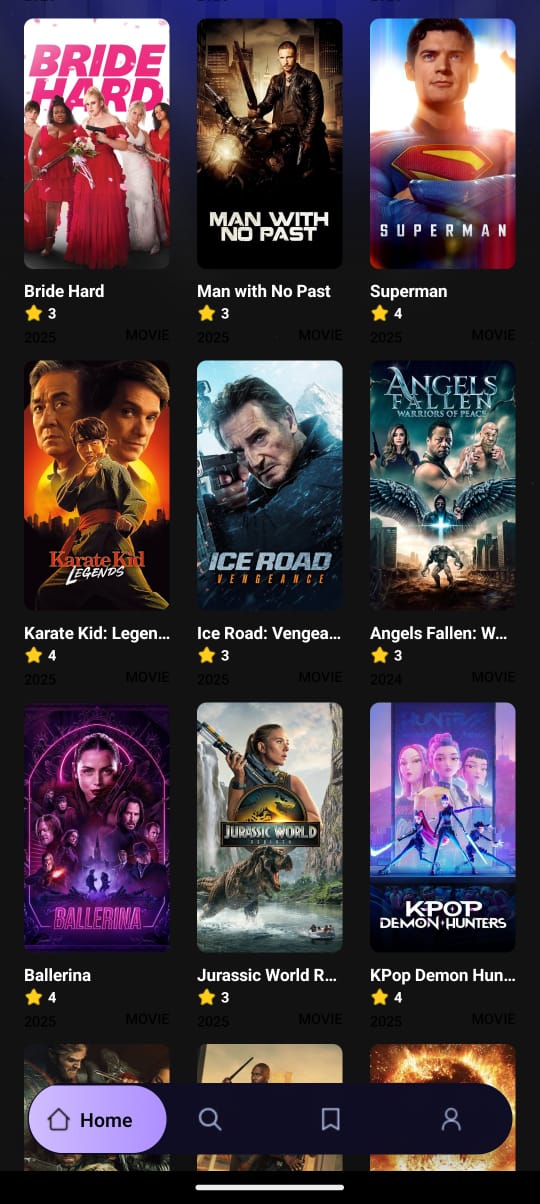 BRIDE
HARD
MAN WITH
NO PAST
SUPERMAN
Bride Hard
Man with No Past
Superman
3
3
4
2025
MOVIE
2025
MOVIE
2025
MOVIE
Karate Kid
LEGENDS
ICE ROAD
VENGEANCE
ANGELS
FALLEN
WARRIORS OF PEACE
Karate Kid: Legen...
Ice Road: Vengea...
Angels Fallen: W...
4
3
3
2025
MOVIE
2025
MOVIE
2024
MOVIE
BALLERINA
JURASSIC WORLD
REBIRTH
HUNTR/X
KPOP
DEMON HUNTERS
Ballerina
Jurassic World R...
KPop Demon Hun...
4
3
4
2025
MOVIE
2025
MOVIE
2025
MOVIE
Home